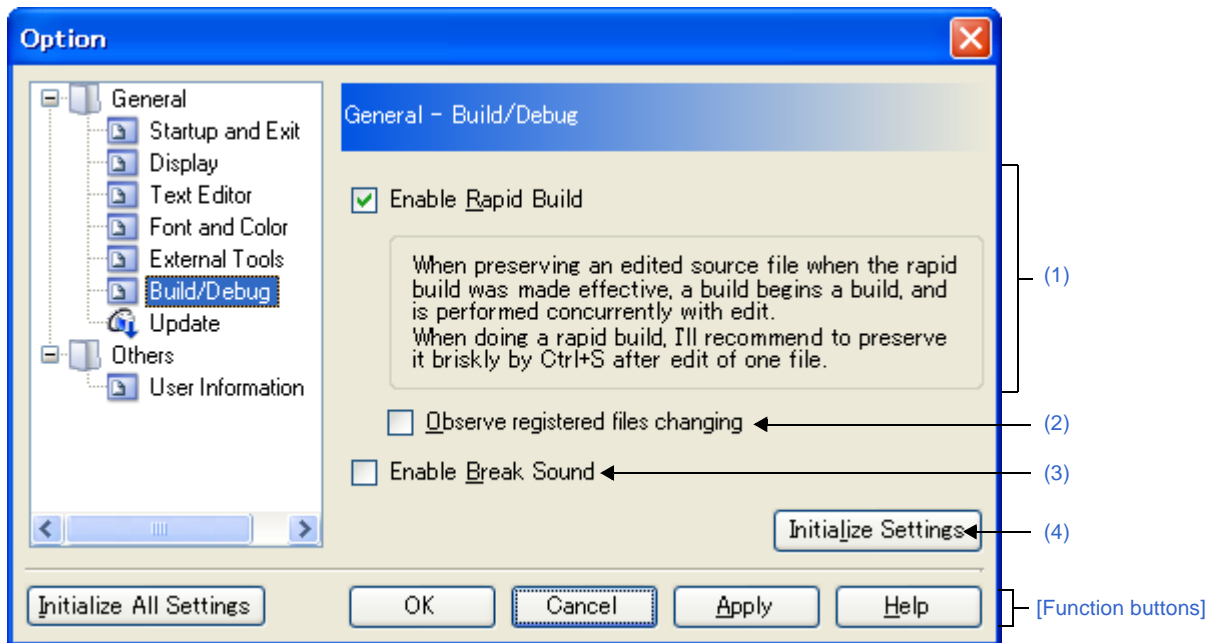 Option
General
Startup and Exit
Display
Text Editor
Font and Color
External Tools
Build/Debug
Update
Others
User Information
General - Build/Debug
Enable Rapid Build
When preserving an edited source file when the rapid
build was made effective, a build begins a build, and
is performed concurrently with edit.
When doing a rapid build, I'll recommend to preserve
it briskly by Ctrl+S after edit of one file.
(1)
Observe registered files changing
(2)
Enable Break Sound
(3)
Initialize Settings
(4)
Initialize All Settings
OK
Cancel
Apply
Help
[Function buttons]